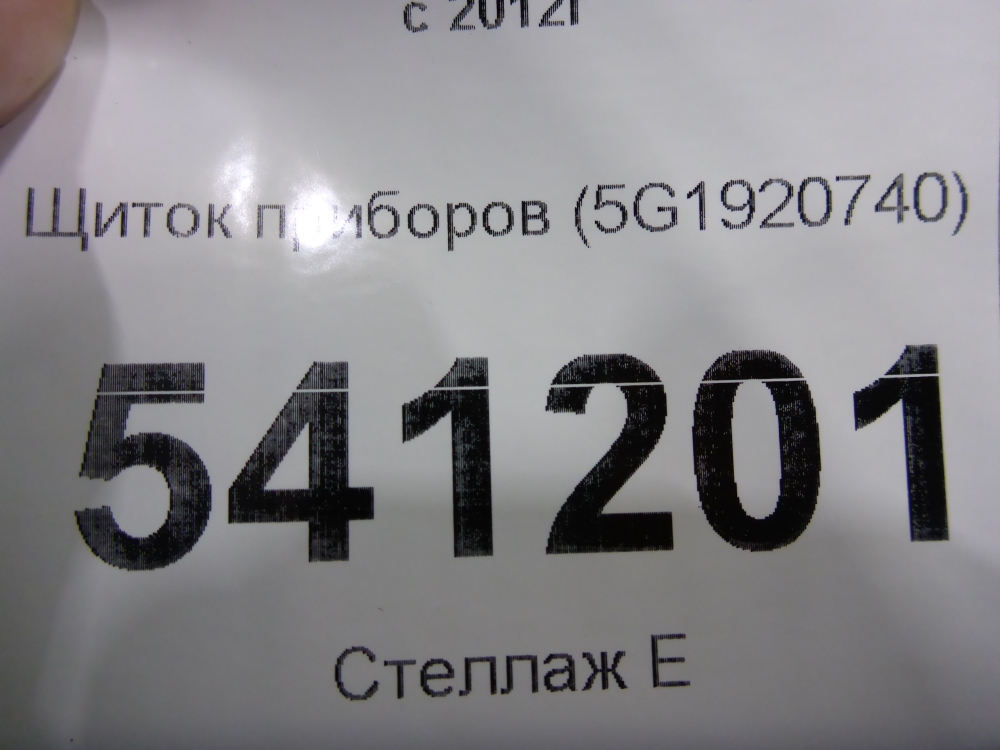 с 2012г
Щиток приборов (5G1920740)
541201
Стеллаж Е